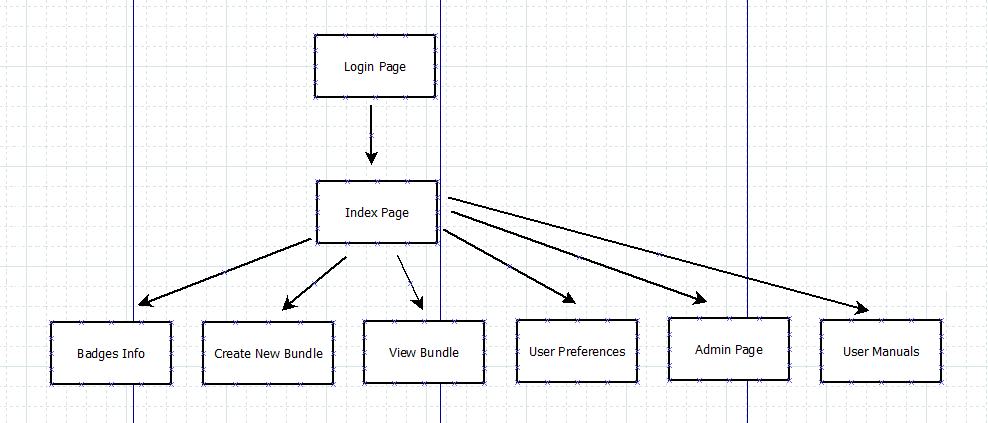 Login Page
Index Page
Badges Info
Create New Bundle
View Bundle
User Preferences
Admin Page
User Manuals